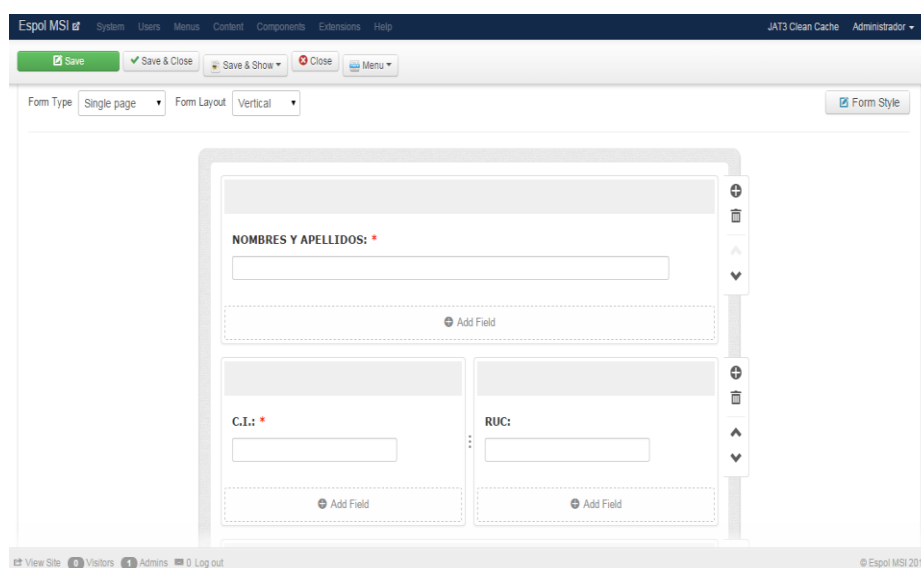 Espol MSI System Users Menus Content Components Extensions Help JAT3 Clean Cache Administrador
Save Save & Close Save & Show Close Menu
Form Type Single page Form Layout Vertical Form Style
NOMBRES Y APELLIDOS: *
Add Field
C.I.: * RUC:
Add Field Add Field
View Site 0 Visitors 1 Admins 0 Log out © Espol MSI